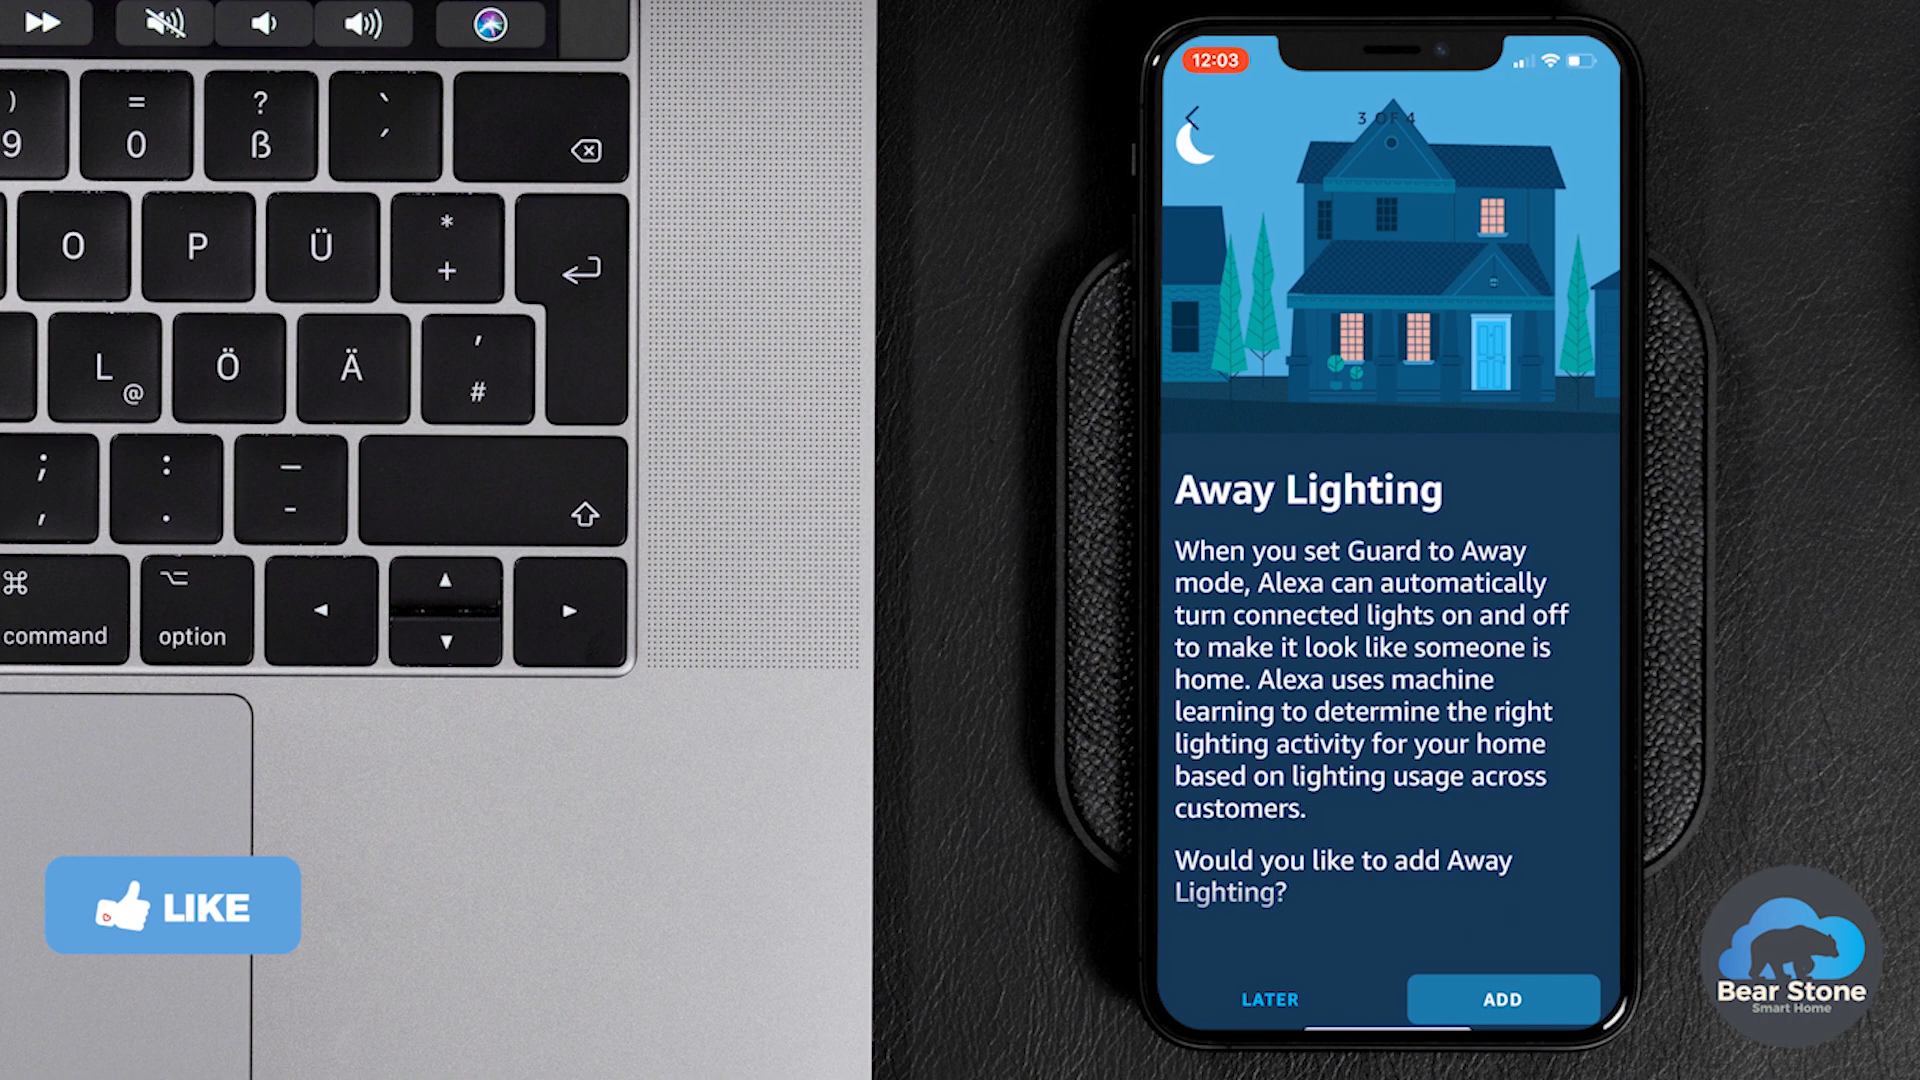 )
9
=
0
?
ß
`
´
O
P
Ü
*
+
L
@
Ö
Ä
'
#
;
,
:
.
_
-
⌘
command
⌥
option
12:03
3 OF 4
Away Lighting
When you set Guard to Away
mode, Alexa can automatically
turn connected lights on and off
to make it look like someone is
home. Alexa uses machine
learning to determine the right
lighting activity for your home
based on lighting usage across
customers.
Would you like to add Away
Lighting?
LATER
ADD
LIKE
Bear Stone
Smart Home